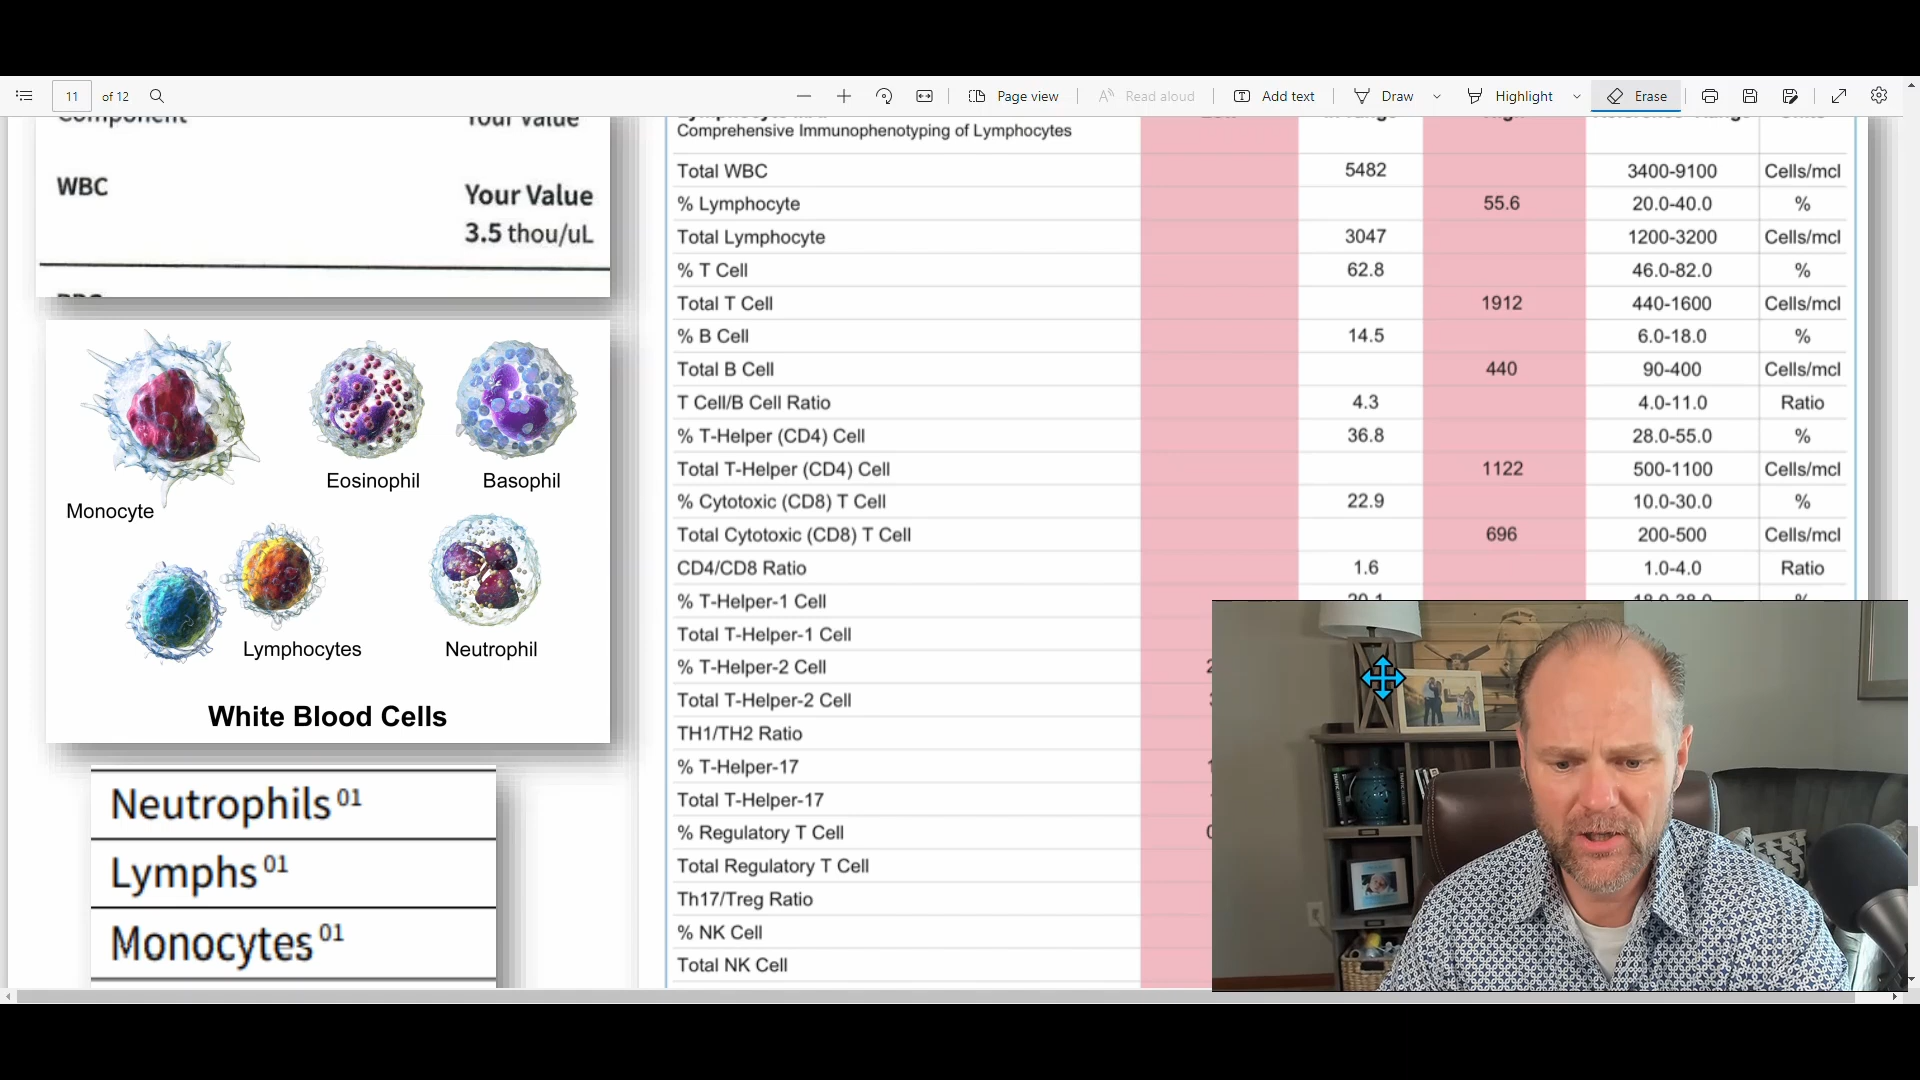 11 of 12 Page view Read aloud Add text Draw Highlight Erase
Component Your Value
WBC Your Value
3.5 thou/uL
Monocyte
Eosinophil
Basophil
Lymphocytes
Neutrophil
White Blood Cells
Neutrophils 01
Lymphs 01
Monocytes 01
Comprehensive Immunophenotyping of Lymphocytes
Total WBC 5482 3400-9100 Cells/mcl
% Lymphocyte 55.6 20.0-40.0 %
Total Lymphocyte 3047 1200-3200 Cells/mcl
% T Cell 62.8 46.0-82.0 %
Total T Cell 1912 440-1600 Cells/mcl
% B Cell 14.5 6.0-18.0 %
Total B Cell 440 90-400 Cells/mcl
T Cell/B Cell Ratio 4.3 4.0-11.0 Ratio
% T-Helper (CD4) Cell 36.8 28.0-55.0 %
Total T-Helper (CD4) Cell 1122 500-1100 Cells/mcl
% Cytotoxic (CD8) T Cell 22.9 10.0-30.0 %
Total Cytotoxic (CD8) T Cell 696 200-500 Cells/mcl
CD4/CD8 Ratio 1.6 1.0-4.0 Ratio
% T-Helper-1 Cell
Total T-Helper-1 Cell
% T-Helper-2 Cell
Total T-Helper-2 Cell
TH1/TH2 Ratio
% T-Helper-17
Total T-Helper-17
% Regulatory T Cell
Total Regulatory T Cell
Th17/Treg Ratio
% NK Cell
Total NK Cell